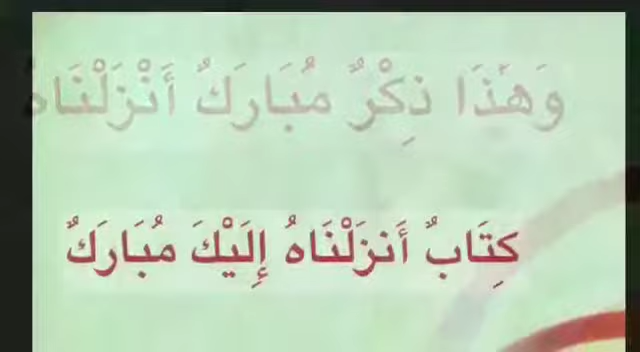 وَهَٰذَا ذِكْرٌ مُبَارَكٌ أَنْزَلْنَاهُ
كِتَابٌ أَنزَلْنَاهُ إِلَيْكَ مُبَارَكٌ